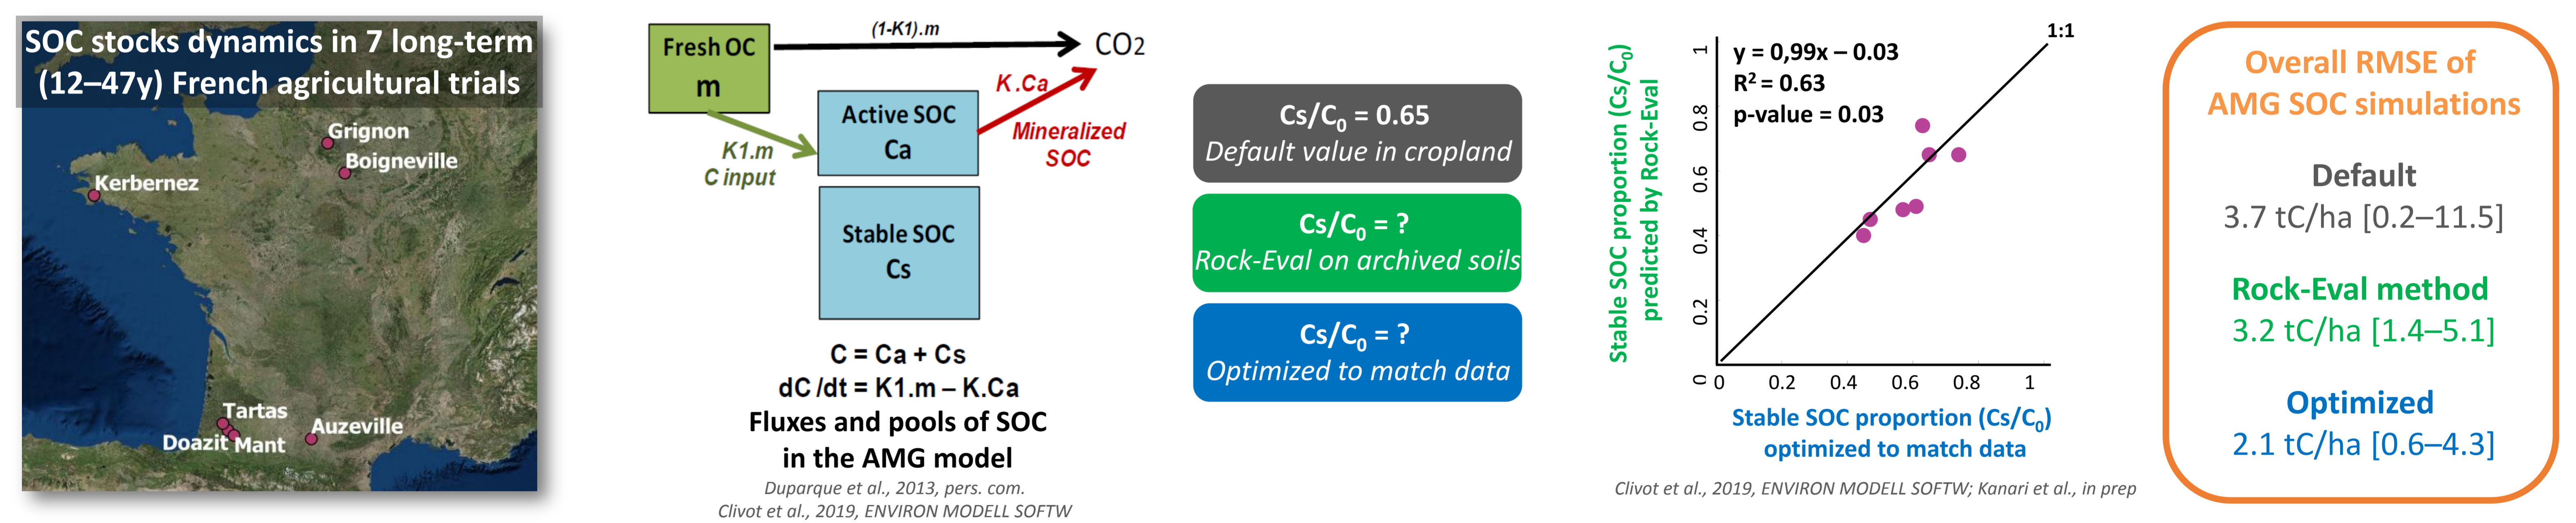 SOC stocks dynamics in 7 long-term
(12–47y) French agricultural trials
Grignon
Boigneville
Kerbernez
Tartas
Doazit
Mant
Auzeville
Fresh OC
m
(1-K1).m
CO2
K1.m
C input
Active SOC
Ca
K.Ca
Mineralized
SOC
Stable SOC
Cs
C = Ca + Cs
dC/dt = K1.m – K.Ca
Fluxes and pools of SOC
in the AMG model
Duparque et al., 2013, pers. com.
Clivot et al., 2019, ENVIRON MODELL SOFTW
Cs/C₀ = 0.65
Default value in cropland
Cs/C₀ = ?
Rock-Eval on archived soils
Cs/C₀ = ?
Optimized to match data
Stable SOC proportion (Cs/C₀)
predicted by Rock-Eval
1:1
y = 0,99x – 0.03
R² = 0.63
p-value = 0.03
1
0.8
0.6
0.4
0.2
0
0 0.2 0.4 0.6 0.8 1
Stable SOC proportion (Cs/C₀)
optimized to match data
Clivot et al., 2019, ENVIRON MODELL SOFTW; Kanari et al., in prep
Overall RMSE of
AMG SOC simulations
Default
3.7 tC/ha [0.2–11.5]
Rock-Eval method
3.2 tC/ha [1.4–5.1]
Optimized
2.1 tC/ha [0.6–4.3]